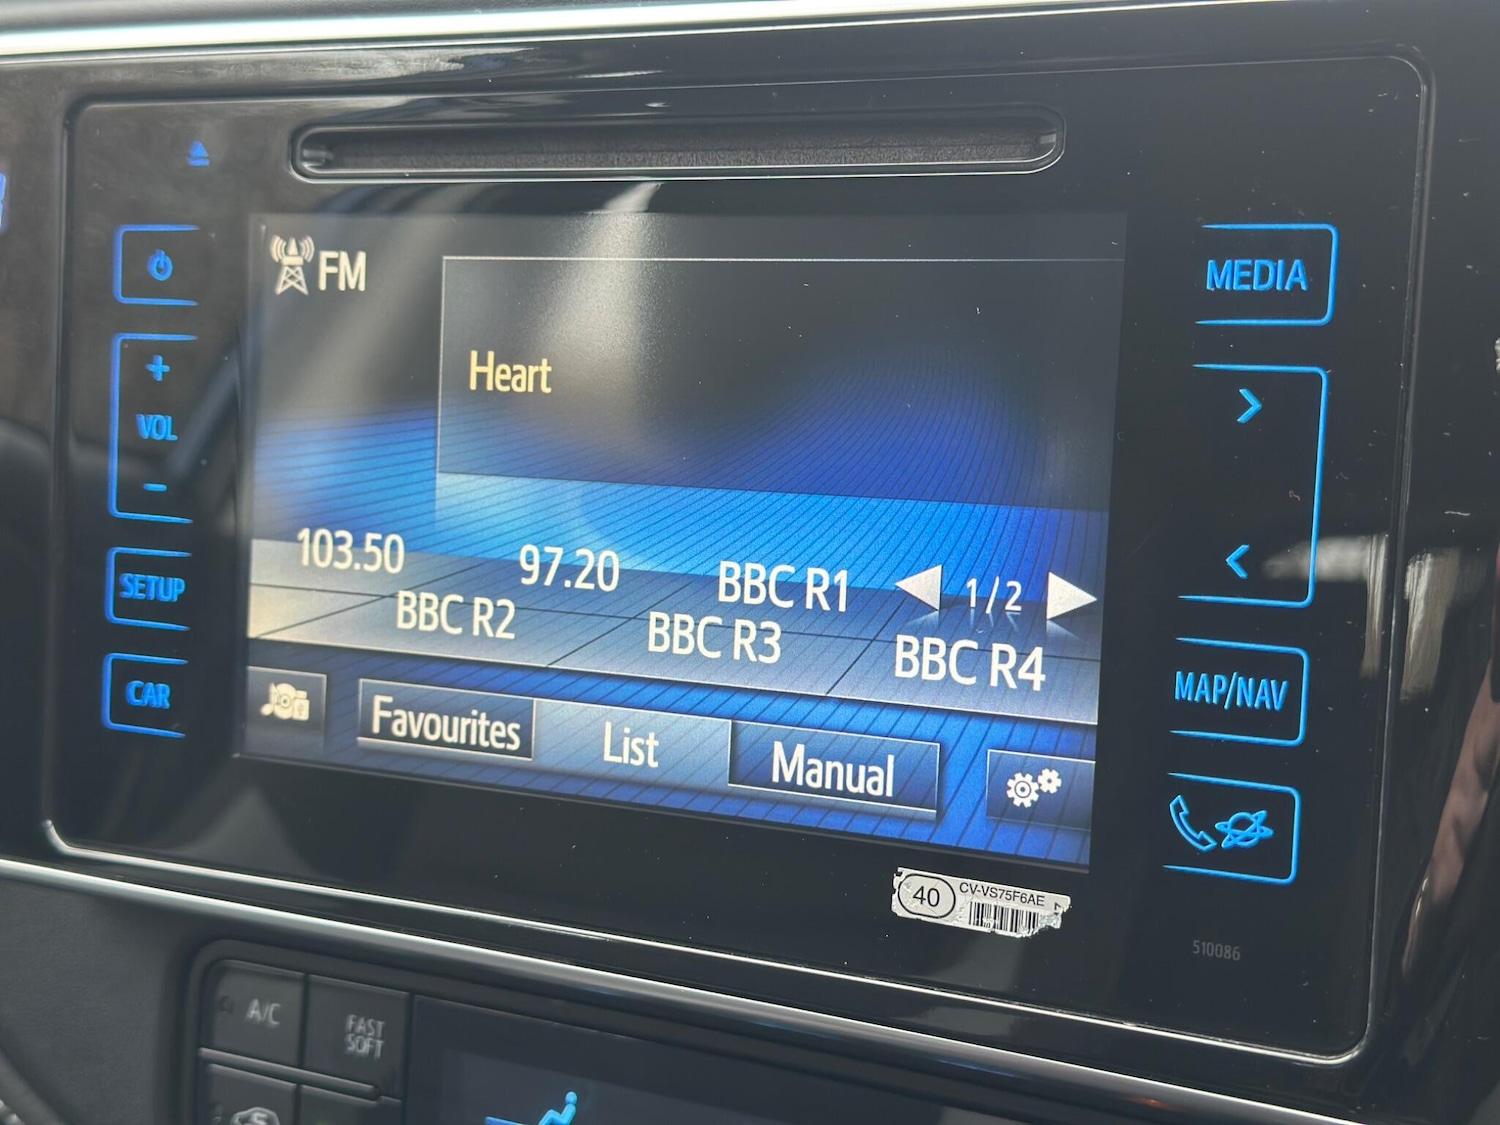 FM
MEDIA
Heart
VOL
103.50 97.20 BBC R1 1/2
BBC R2 BBC R3 BBC R4
SETUP
CAR
MAP/NAV
Favourites List Manual
40 CV-VS75F6AE
510086
A/C
FAST
SOFT